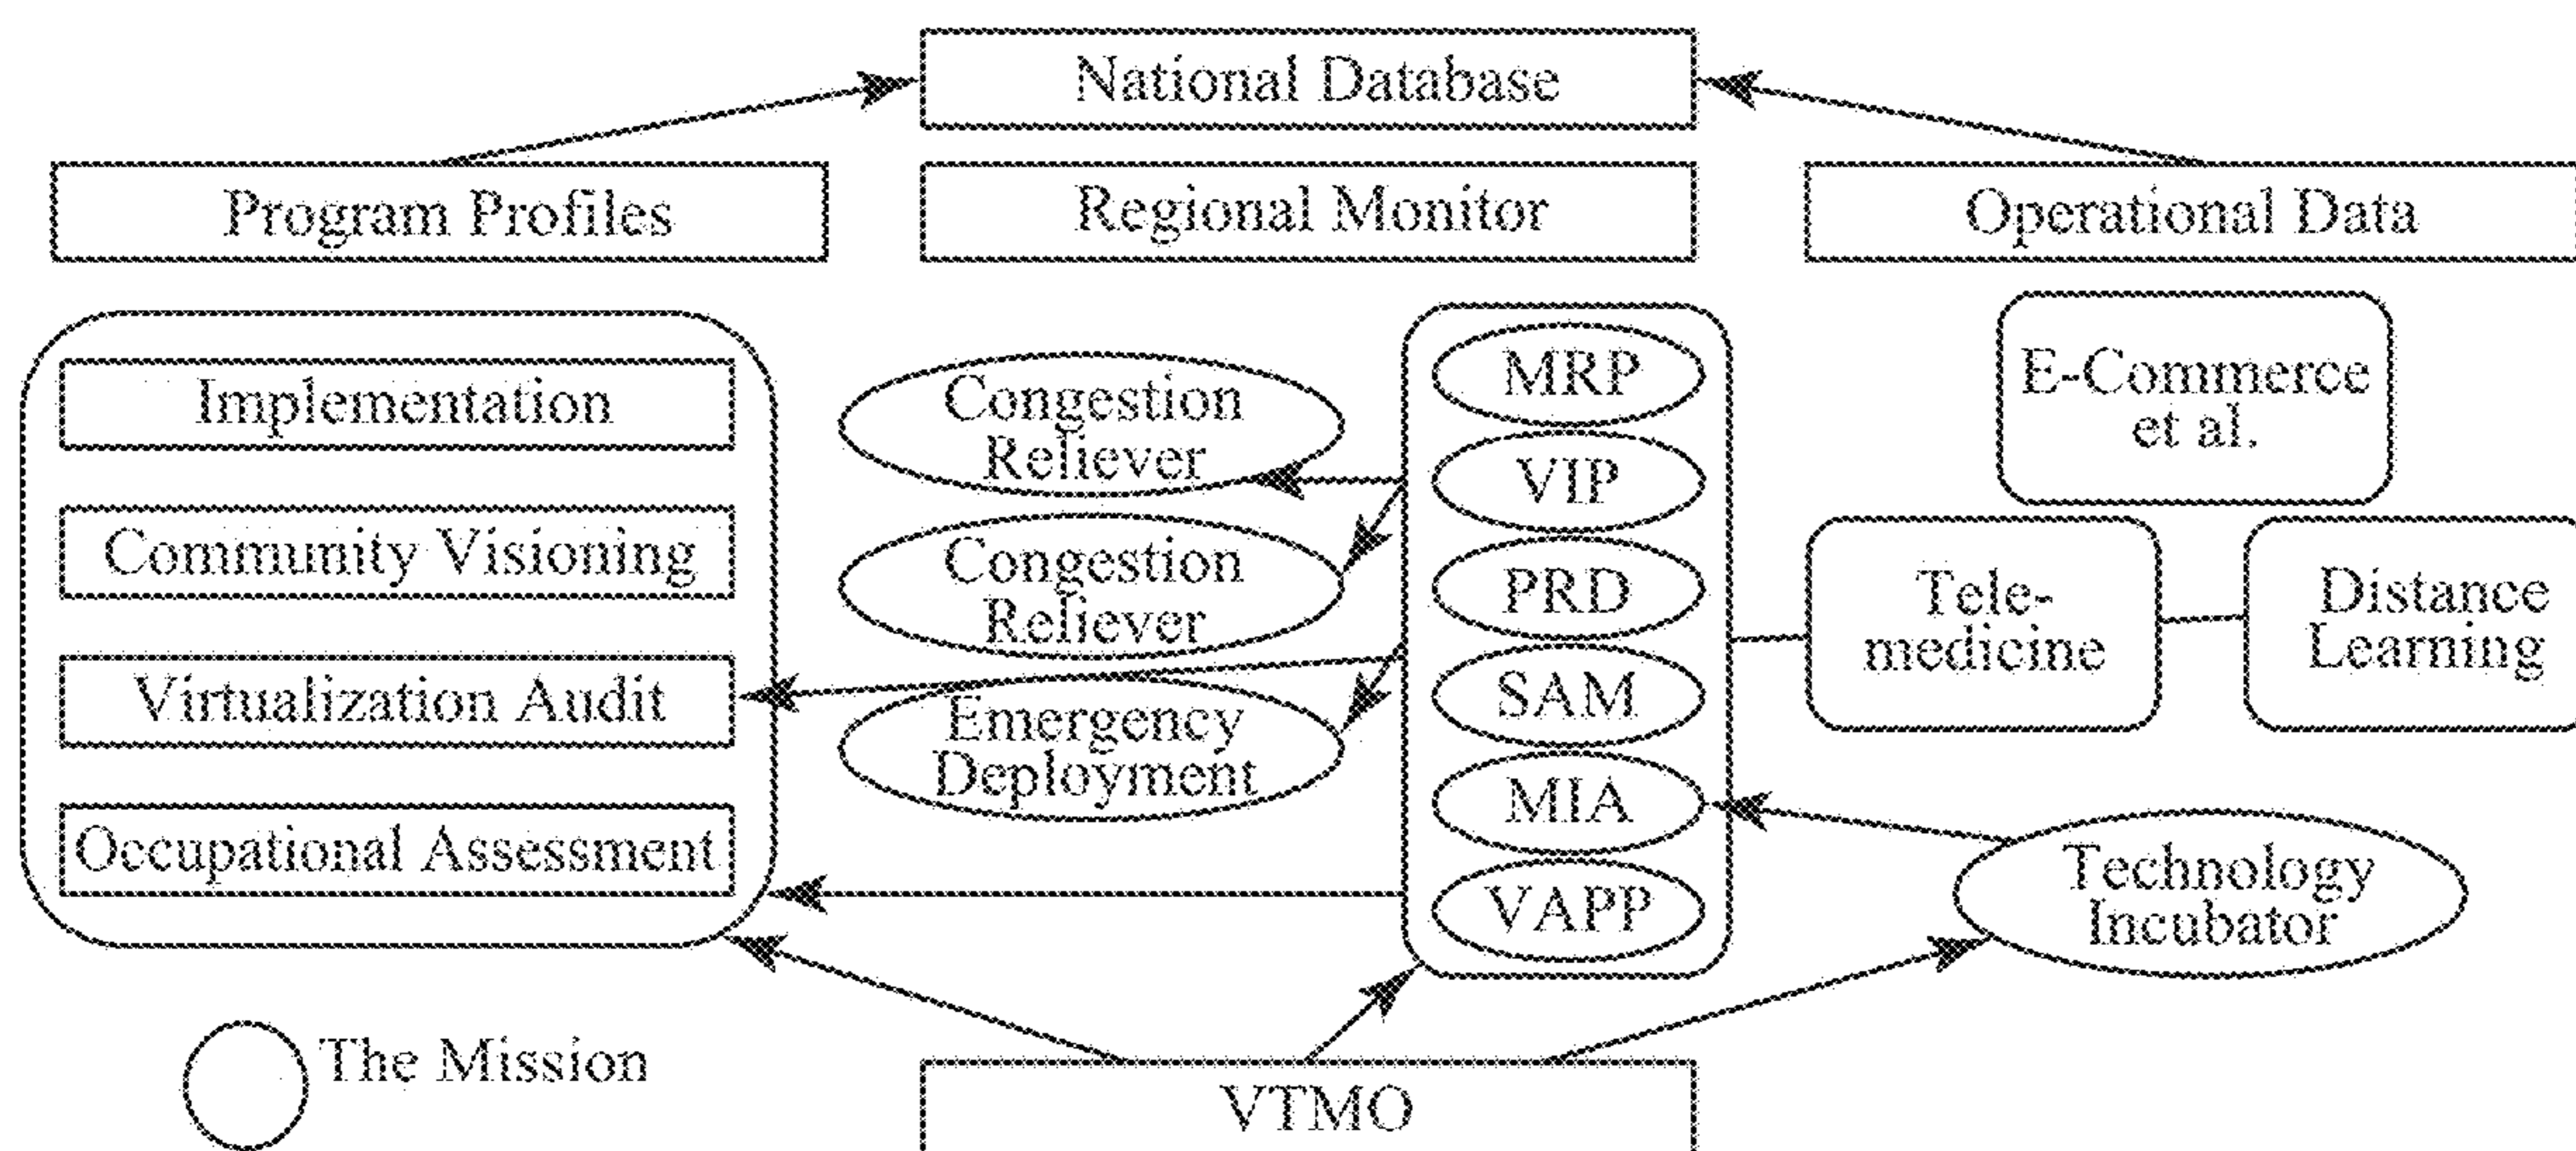 National Database
Program Profiles
Regional Monitor
Operational Data
Implementation
Community Visioning
Virtualization Audit
Occupational Assessment
Congestion
Reliever
Congestion
Reliever
Emergency
Deployment
MRP
VIP
PRD
SAM
MIA
VAPP
E-Commerce
et al.
Tele-
medicine
Distance
Learning
Technology
Incubator
The Mission
VTMO